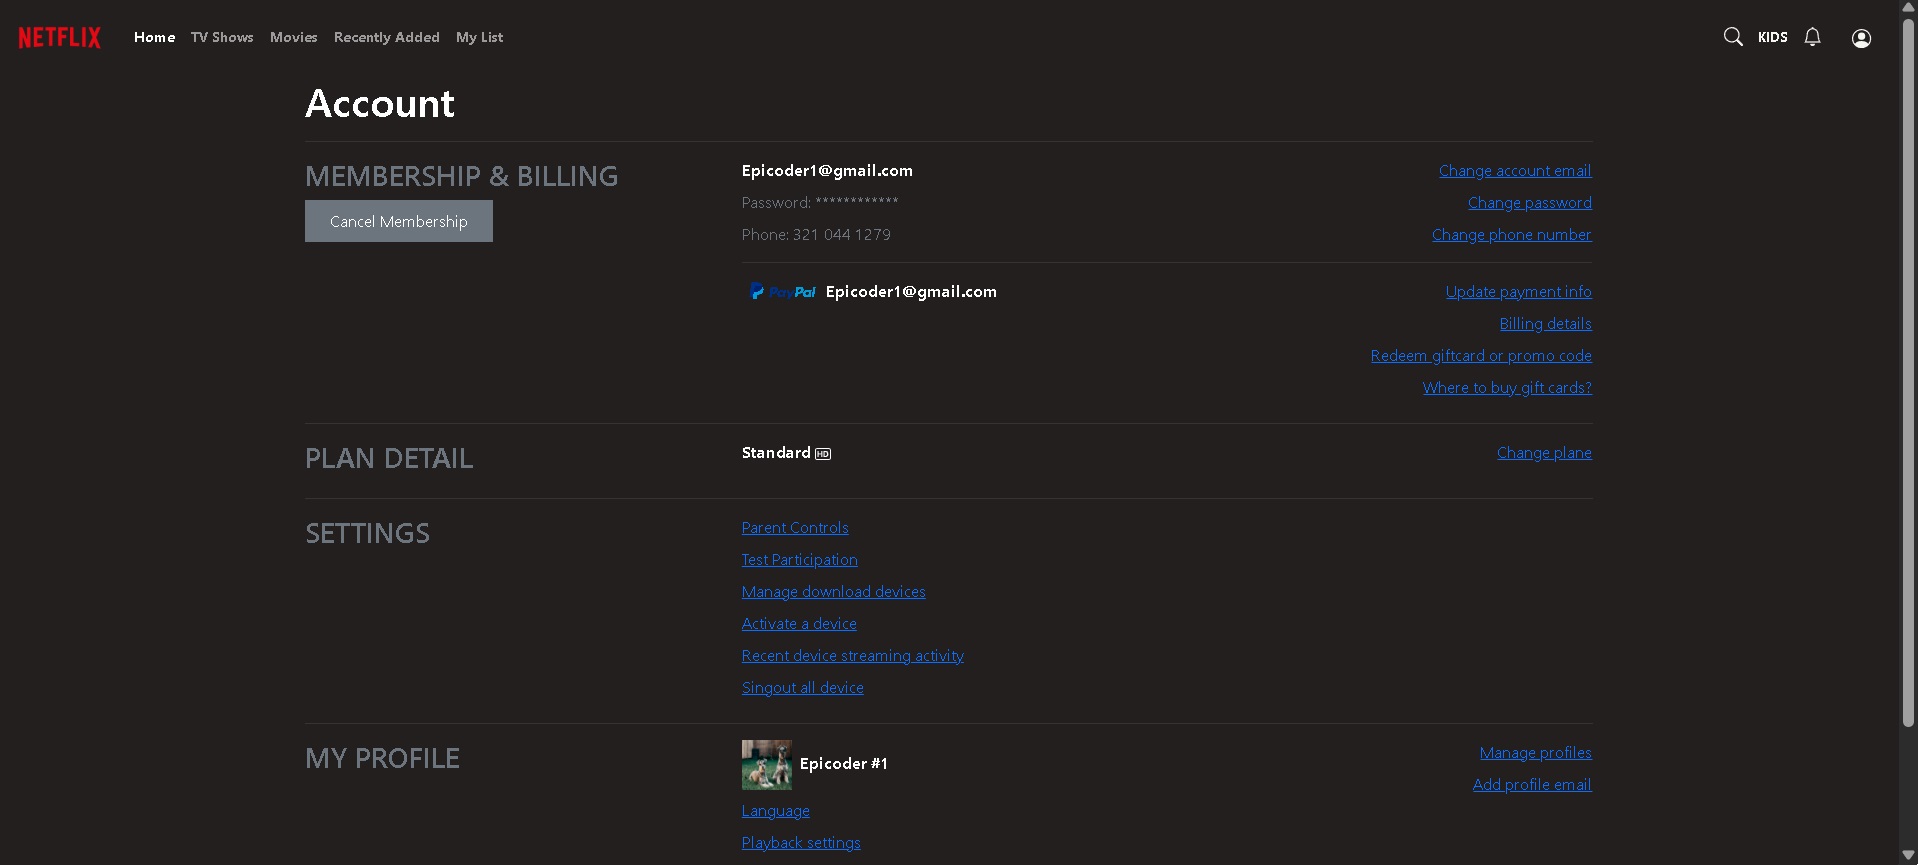 NETFLIX Home TV Shows Movies Recently Added My List KIDS
Account
MEMBERSHIP & BILLING
Cancel Membership
Epicoder1@gmail.com Change account email
Password: ************ Change password
Phone: 321 044 1279 Change phone number
PayPal Epicoder1@gmail.com Update payment info
Billing details
Redeem giftcard or promo code
Where to buy gift cards?
PLAN DETAIL Standard HD Change plane
SETTINGS
Parent Controls
Test Participation
Manage download devices
Activate a device
Recent device streaming activity
Singout all device
MY PROFILE
Epicoder #1
Manage profiles
Add profile email
Language
Playback settings